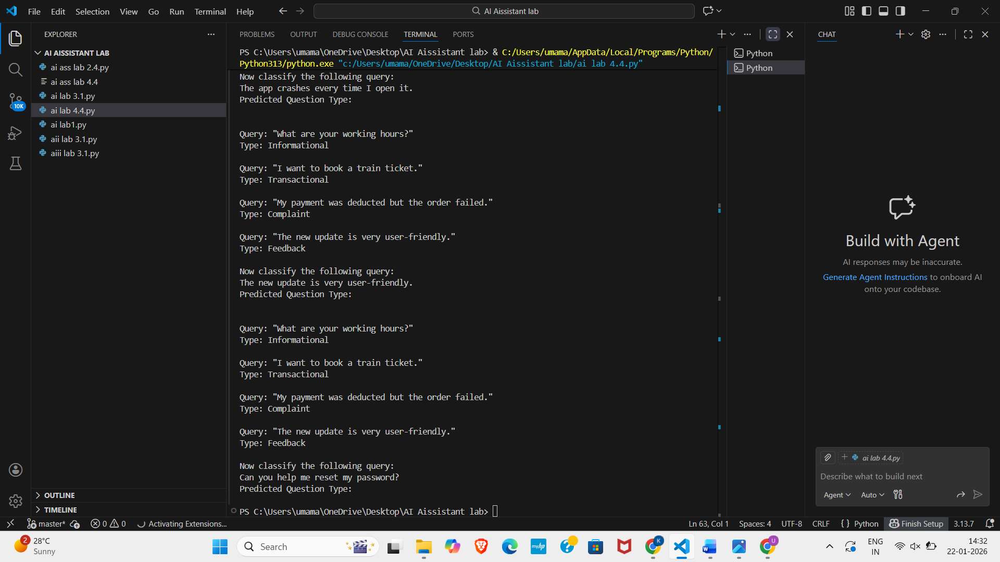 File Edit Selection View Go Run Terminal Help
AI Aissistant lab
EXPLORER
AI AISSISTANT LAB
ai ass lab 2.4.py
ai ass lab 4.4
ai lab 3.1.py
ai lab 4.4.py
ai lab1.py
aii lab 3.1.py
aiii lab 3.1.py
10K
OUTLINE
TIMELINE
PROBLEMS OUTPUT DEBUG CONSOLE TERMINAL PORTS
PS C:\Users\umama\OneDrive\Desktop\AI Aissistant lab> & C:/Users/umama/AppData/Local/Programs/Python/
Python313/python.exe "c:/Users/umama/OneDrive/Desktop/AI Aissistant lab/ai lab 4.4.py"
Now classify the following query:
The app crashes every time I open it.
Predicted Question Type:
Query: "What are your working hours?"
Type: Informational
Query: "I want to book a train ticket."
Type: Transactional
Query: "My payment was deducted but the order failed."
Type: Complaint
Query: "The new update is very user-friendly."
Type: Feedback
Now classify the following query:
The new update is very user-friendly.
Predicted Question Type:
Query: "What are your working hours?"
Type: Informational
Query: "I want to book a train ticket."
Type: Transactional
Query: "My payment was deducted but the order failed."
Type: Complaint
Query: "The new update is very user-friendly."
Type: Feedback
Now classify the following query:
Can you help me reset my password?
Predicted Question Type:
PS C:\Users\umama\OneDrive\Desktop\AI Aissistant lab>
Python
Python
CHAT
Build with Agent
AI responses may be inaccurate.
Generate Agent Instructions to onboard AI
onto your codebase.
ai lab 4.4.py
Describe what to build next
Agent Auto
master* 0 0 Activating Extensions...
Ln 63, Col 1 Spaces: 4 UTF-8 CRLF { } Python Finish Setup 3.13.7
2
28°C
Sunny
Search
myhp
W
K
U
ENG
IN
14:32
22-01-2026